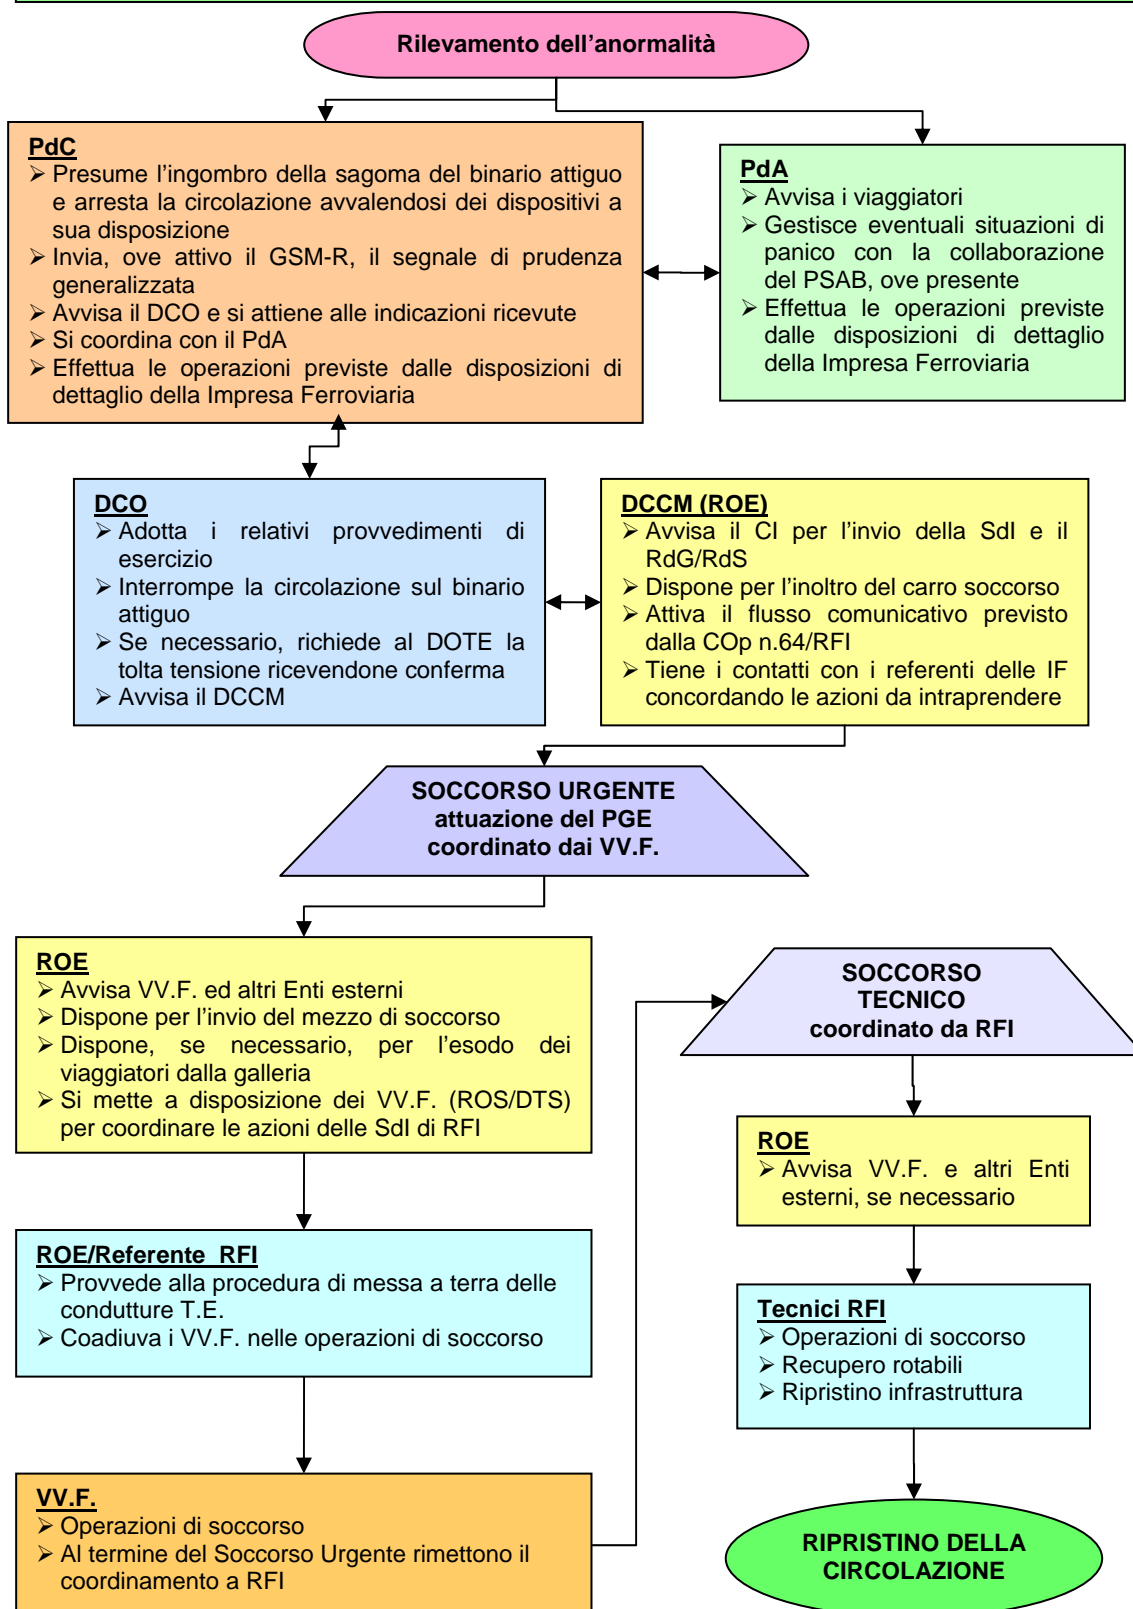 Rilevamento dell'anormalità
PdC
➢ Presume l'ingombro della sagoma del binario attiguo
e arresta la circolazione avvalendosi dei dispositivi a
sua disposizione
➢ Invia, ove attivo il GSM-R, il segnale di prudenza
generalizzata
➢ Avvisa il DCO e si attiene alle indicazioni ricevute
➢ Si coordina con il PdA
➢ Effettua le operazioni previste dalle disposizioni di
dettaglio della Impresa Ferroviaria
PdA
➢ Avvisa i viaggiatori
➢ Gestisce eventuali situazioni di
panico con la collaborazione
del PSAB, ove presente
➢ Effettua le operazioni previste
dalle disposizioni di dettaglio
della Impresa Ferroviaria
DCO
➢ Adotta i relativi provvedimenti di
esercizio
➢ Interrompe la circolazione sul binario
attiguo
➢ Se necessario, richiede al DOTE la
tolta tensione ricevendone conferma
➢ Avvisa il DCCM
DCCM (ROE)
➢ Avvisa il CI per l'invio della SdI e il
RdG/RdS
➢ Dispone per l'inoltro del carro soccorso
➢ Attiva il flusso comunicativo previsto
dalla COp n.64/RFI
➢ Tiene i contatti con i referenti delle IF
concordando le azioni da intraprendere
SOCCORSO URGENTE
attuazione del PGE
coordinato dai VV.F.
ROE
➢ Avvisa VV.F. ed altri Enti esterni
➢ Dispone per l'invio del mezzo di soccorso
➢ Dispone, se necessario, per l'esodo dei
viaggiatori dalla galleria
➢ Si mette a disposizione dei VV.F. (ROS/DTS)
per coordinare le azioni delle SdI di RFI
ROE/Referente RFI
➢ Provvede alla procedura di messa a terra delle
condutture T.E.
➢ Coadiuva i VV.F. nelle operazioni di soccorso
VV.F.
➢ Operazioni di soccorso
➢ Al termine del Soccorso Urgente rimettono il
coordinamento a RFI
SOCCORSO
TECNICO
coordinato da RFI
ROE
➢ Avvisa VV.F. e altri Enti
esterni, se necessario
Tecnici RFI
➢ Operazioni di soccorso
➢ Recupero rotabili
➢ Ripristino infrastruttura
RIPRISTINO DELLA
CIRCOLAZIONE